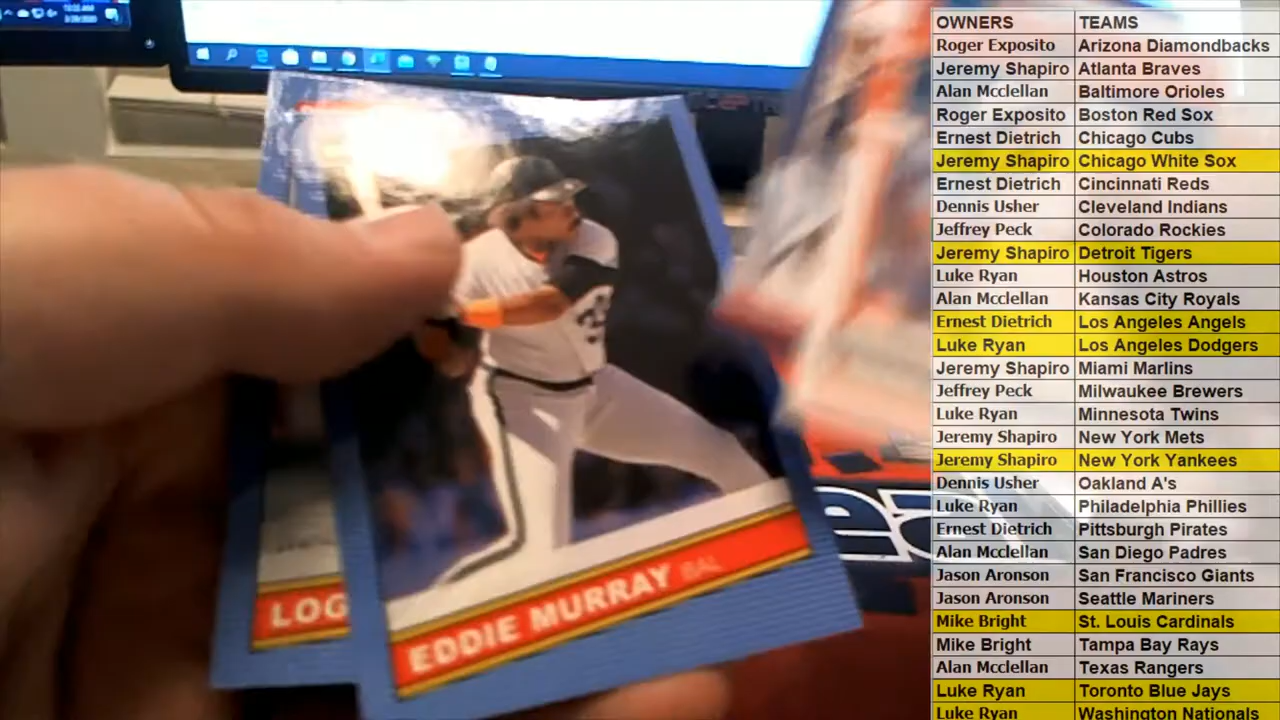 OWNERS TEAMS
Roger Exposito Arizona Diamondbacks
Jeremy Shapiro Atlanta Braves
Alan Mcclellan Baltimore Orioles
Roger Exposito Boston Red Sox
Ernest Dietrich Chicago Cubs
Jeremy Shapiro Chicago White Sox
Ernest Dietrich Cincinnati Reds
Dennis Usher Cleveland Indians
Jeffrey Peck Colorado Rockies
Jeremy Shapiro Detroit Tigers
Luke Ryan Houston Astros
Alan Mcclellan Kansas City Royals
Ernest Dietrich Los Angeles Angels
Luke Ryan Los Angeles Dodgers
Jeremy Shapiro Miami Marlins
Jeffrey Peck Milwaukee Brewers
Luke Ryan Minnesota Twins
Jeremy Shapiro New York Mets
Jeremy Shapiro New York Yankees
Dennis Usher Oakland A's
Luke Ryan Philadelphia Phillies
Ernest Dietrich Pittsburgh Pirates
Alan Mcclellan San Diego Padres
Jason Aronson San Francisco Giants
Jason Aronson Seattle Mariners
Mike Bright St. Louis Cardinals
Mike Bright Tampa Bay Rays
Alan Mcclellan Texas Rangers
Luke Ryan Toronto Blue Jays
Luke Ryan Washington Nationals
LOG
EDDIE MURRAY BAL